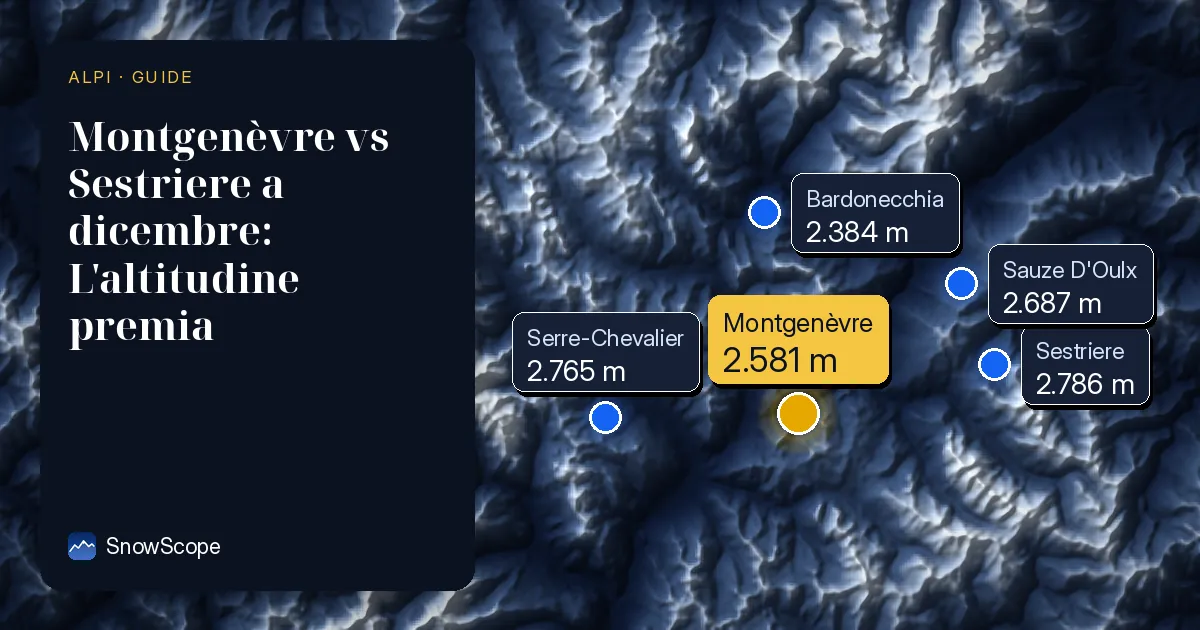 ALPI · GUIDE
Montgenèvre vs
Sestriere a
dicembre:
L'altitudine
premia
SnowScope
Bardonecchia
2.384 m
Sauze D'Oulx
2.687 m
Montgenèvre
2.581 m
Serre-Chevalier
2.765 m
Sestriere
2.786 m